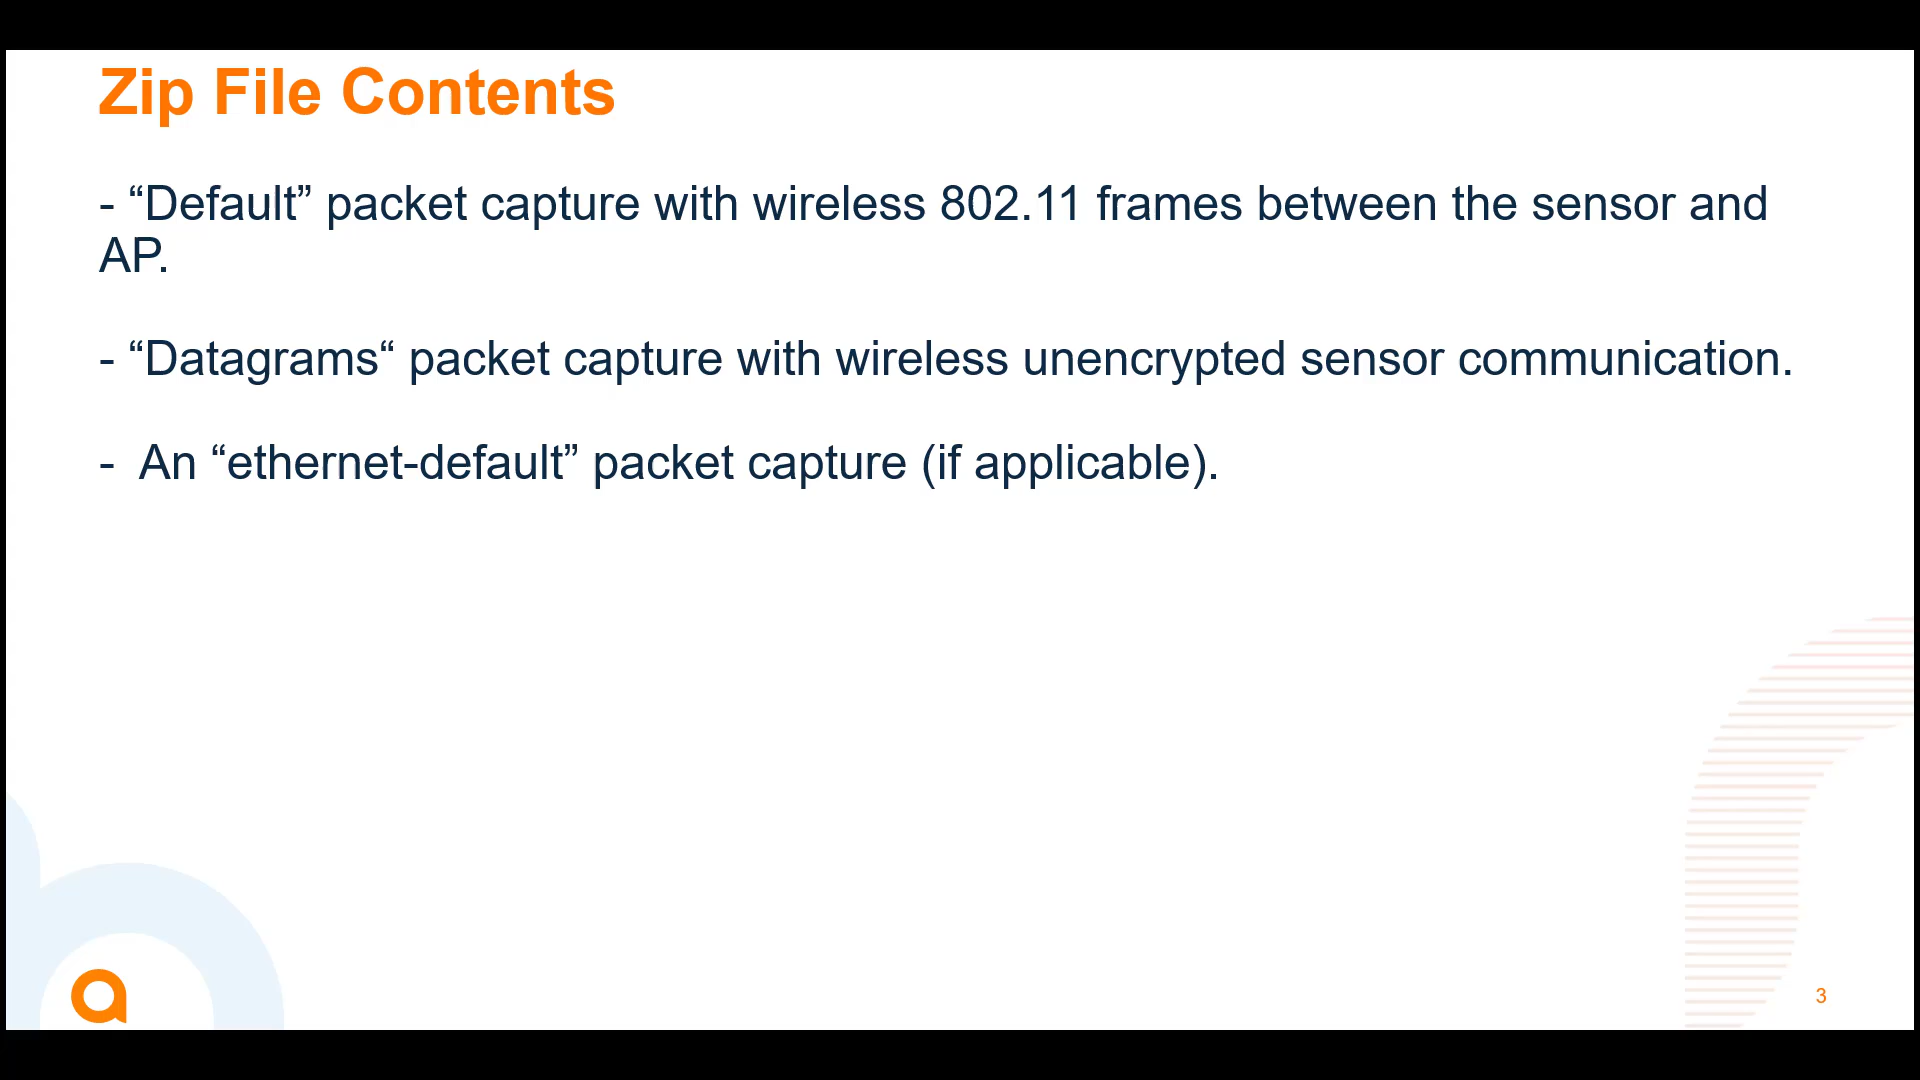 Zip File Contents
- “Default” packet capture with wireless 802.11 frames between the sensor and
AP.
- “Datagrams“ packet capture with wireless unencrypted sensor communication.
-  An “ethernet-default” packet capture (if applicable).
3